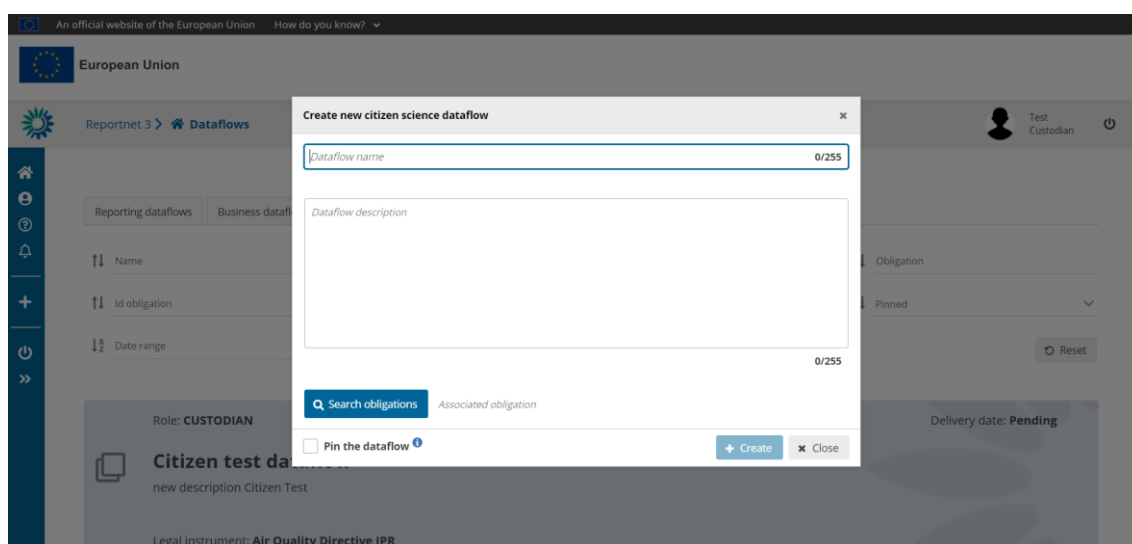 An official website of the European Union How do you know?
European Union
Create new citizen science dataflow
Reportnet 3 Dataflows
Test
Custodian
Dataflow name 0/255
Reporting dataflows Business
Dataflow description
Name
Obligation
Id obligation
Pinned
Date range
Reset
0/255
Search obligations Associated obligation
Role: CUSTODIAN
Delivery date: Pending
Pin the dataflow
Create Close
Citizen test
new description Citizen Test
Legal instrument: Air Quality Directive IPR